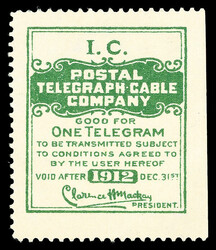 I. C.
POSTAL
TELEGRAPH-CABLE
COMPANY
GOOD FOR
ONE TELEGRAM
TO BE TRANSMITTED SUBJECT
TO CONDITIONS AGREED TO
BY THE USER HEREOF
VOID AFTER 1912 DEC. 31ST
Clarence H Mackay
PRESIDENT.